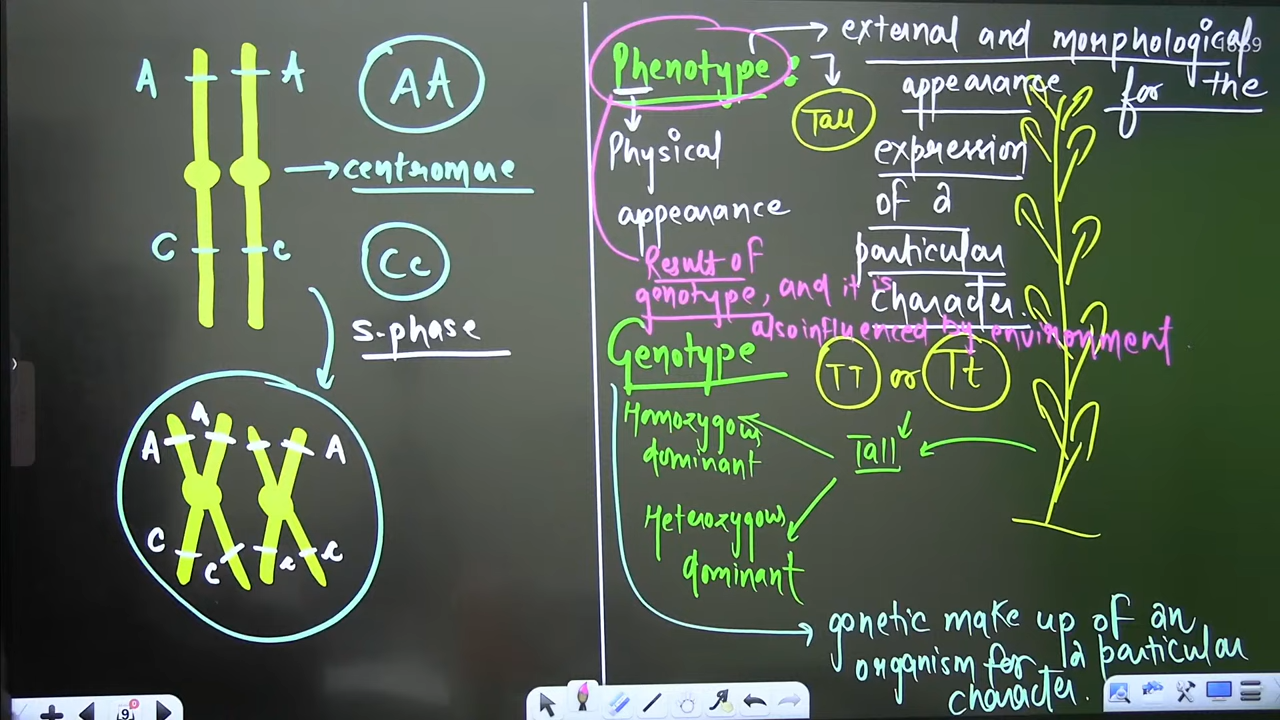 A A
AA
centromere
C c
Cc
s-phase
A A A
C C c c
Phenotype :
external and morphological
appearance for the
expression
of a
particular
character.
Tall
Physical
appearance
Result of
genotype, and it is
also influenced by environment
Genotype
TT or Tt
Tall
Homozygous
dominant
Heterozygous
dominant
genetic make up of an
organism for a particular
character.
9